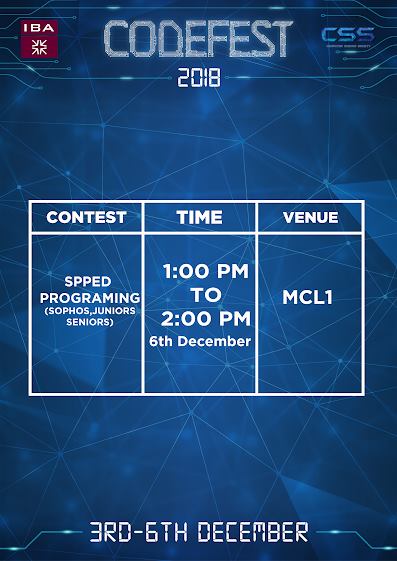 IBA
CODEFEST
CSS
2018
CONTEST TIME VENUE
SPPED
PROGRAMING
(SOPHOS,JUNIORS
SENIORS)
1:00 PM
TO
2:00 PM
6th December
MCL1
3RD-6TH DECEMBER